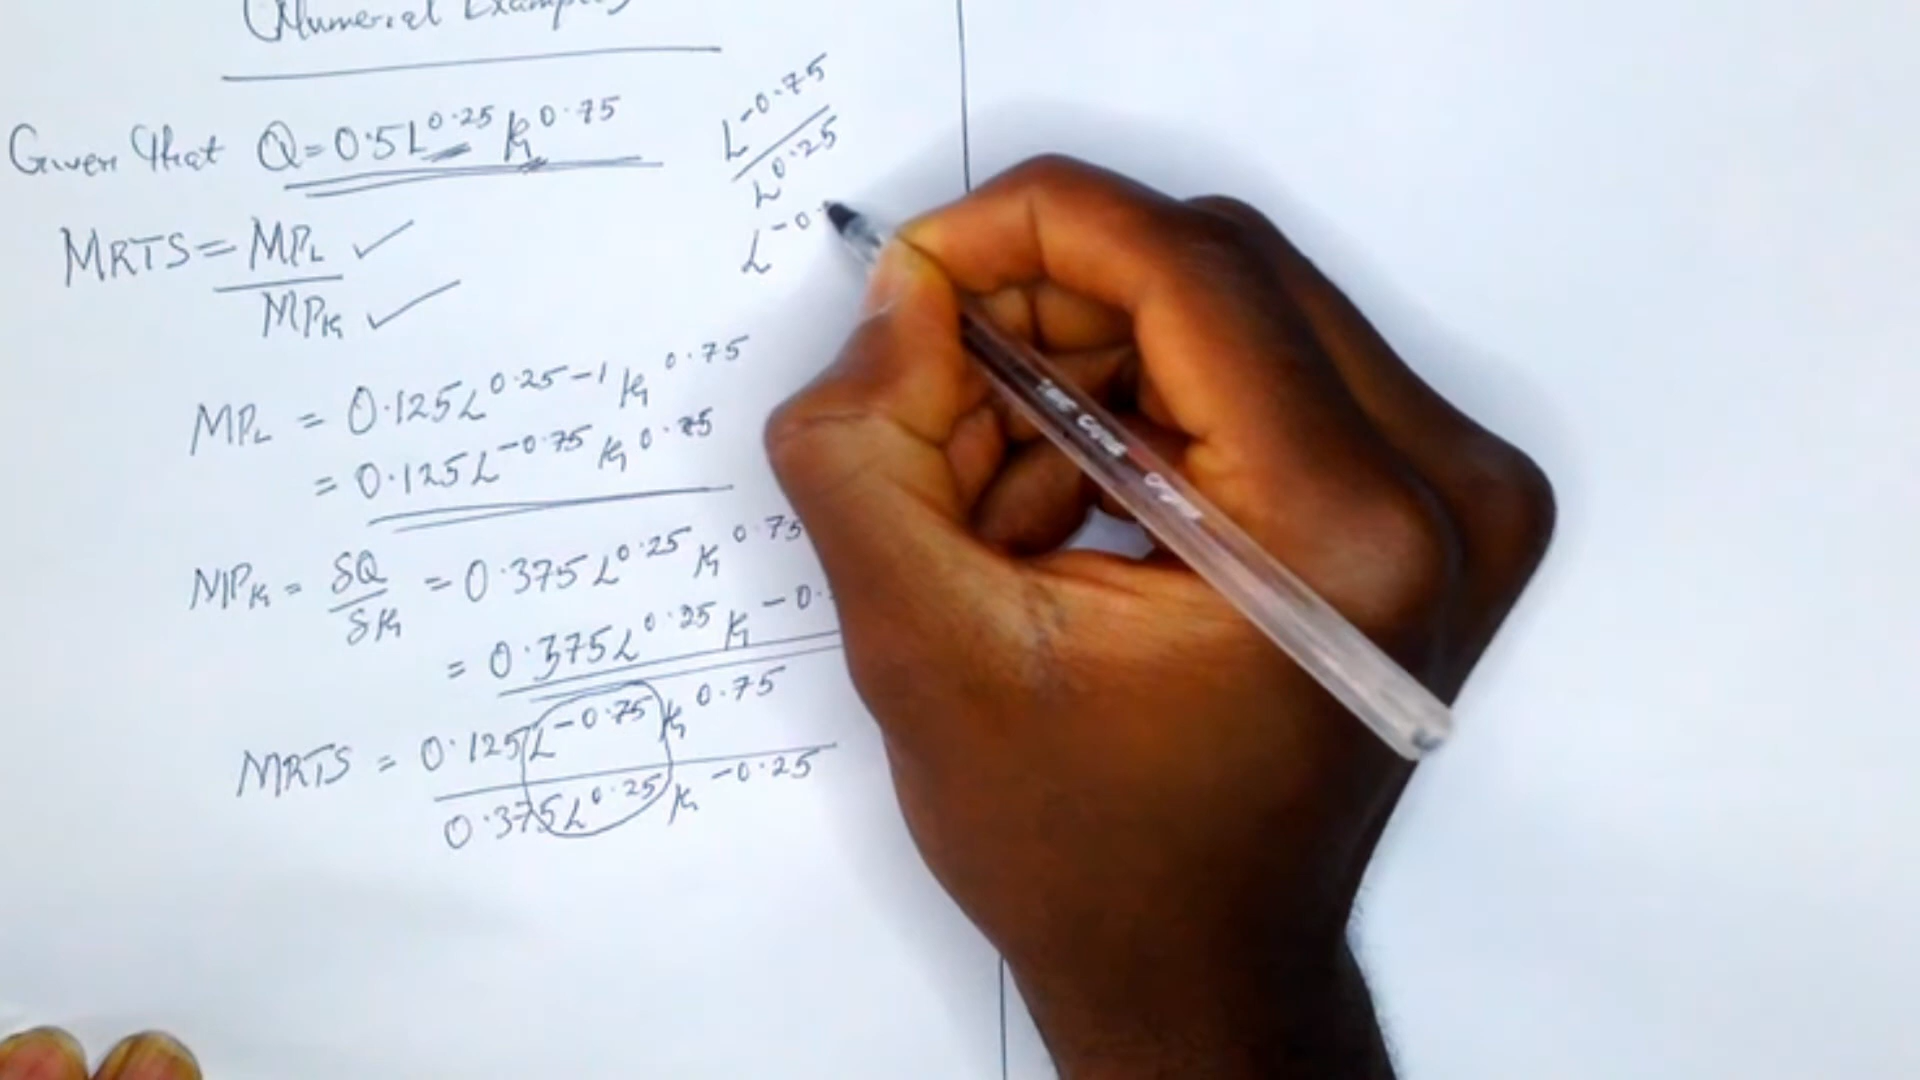 Numerical Example
Given that Q=0.5L^0.25 K^0.75
MRTS = MPL
MPK
MPL = 0.125L^0.25-1 K^0.75
= 0.125L^-0.75 K^0.75
MPK = δQ/δK = 0.375L^0.25 K^0.75
= 0.375L^0.25 K^-0.
MRTS = 0.125L^-0.75 K^0.75
0.375L^0.25 K^-0.25
L^-0.75
L^0.25
L^-0.